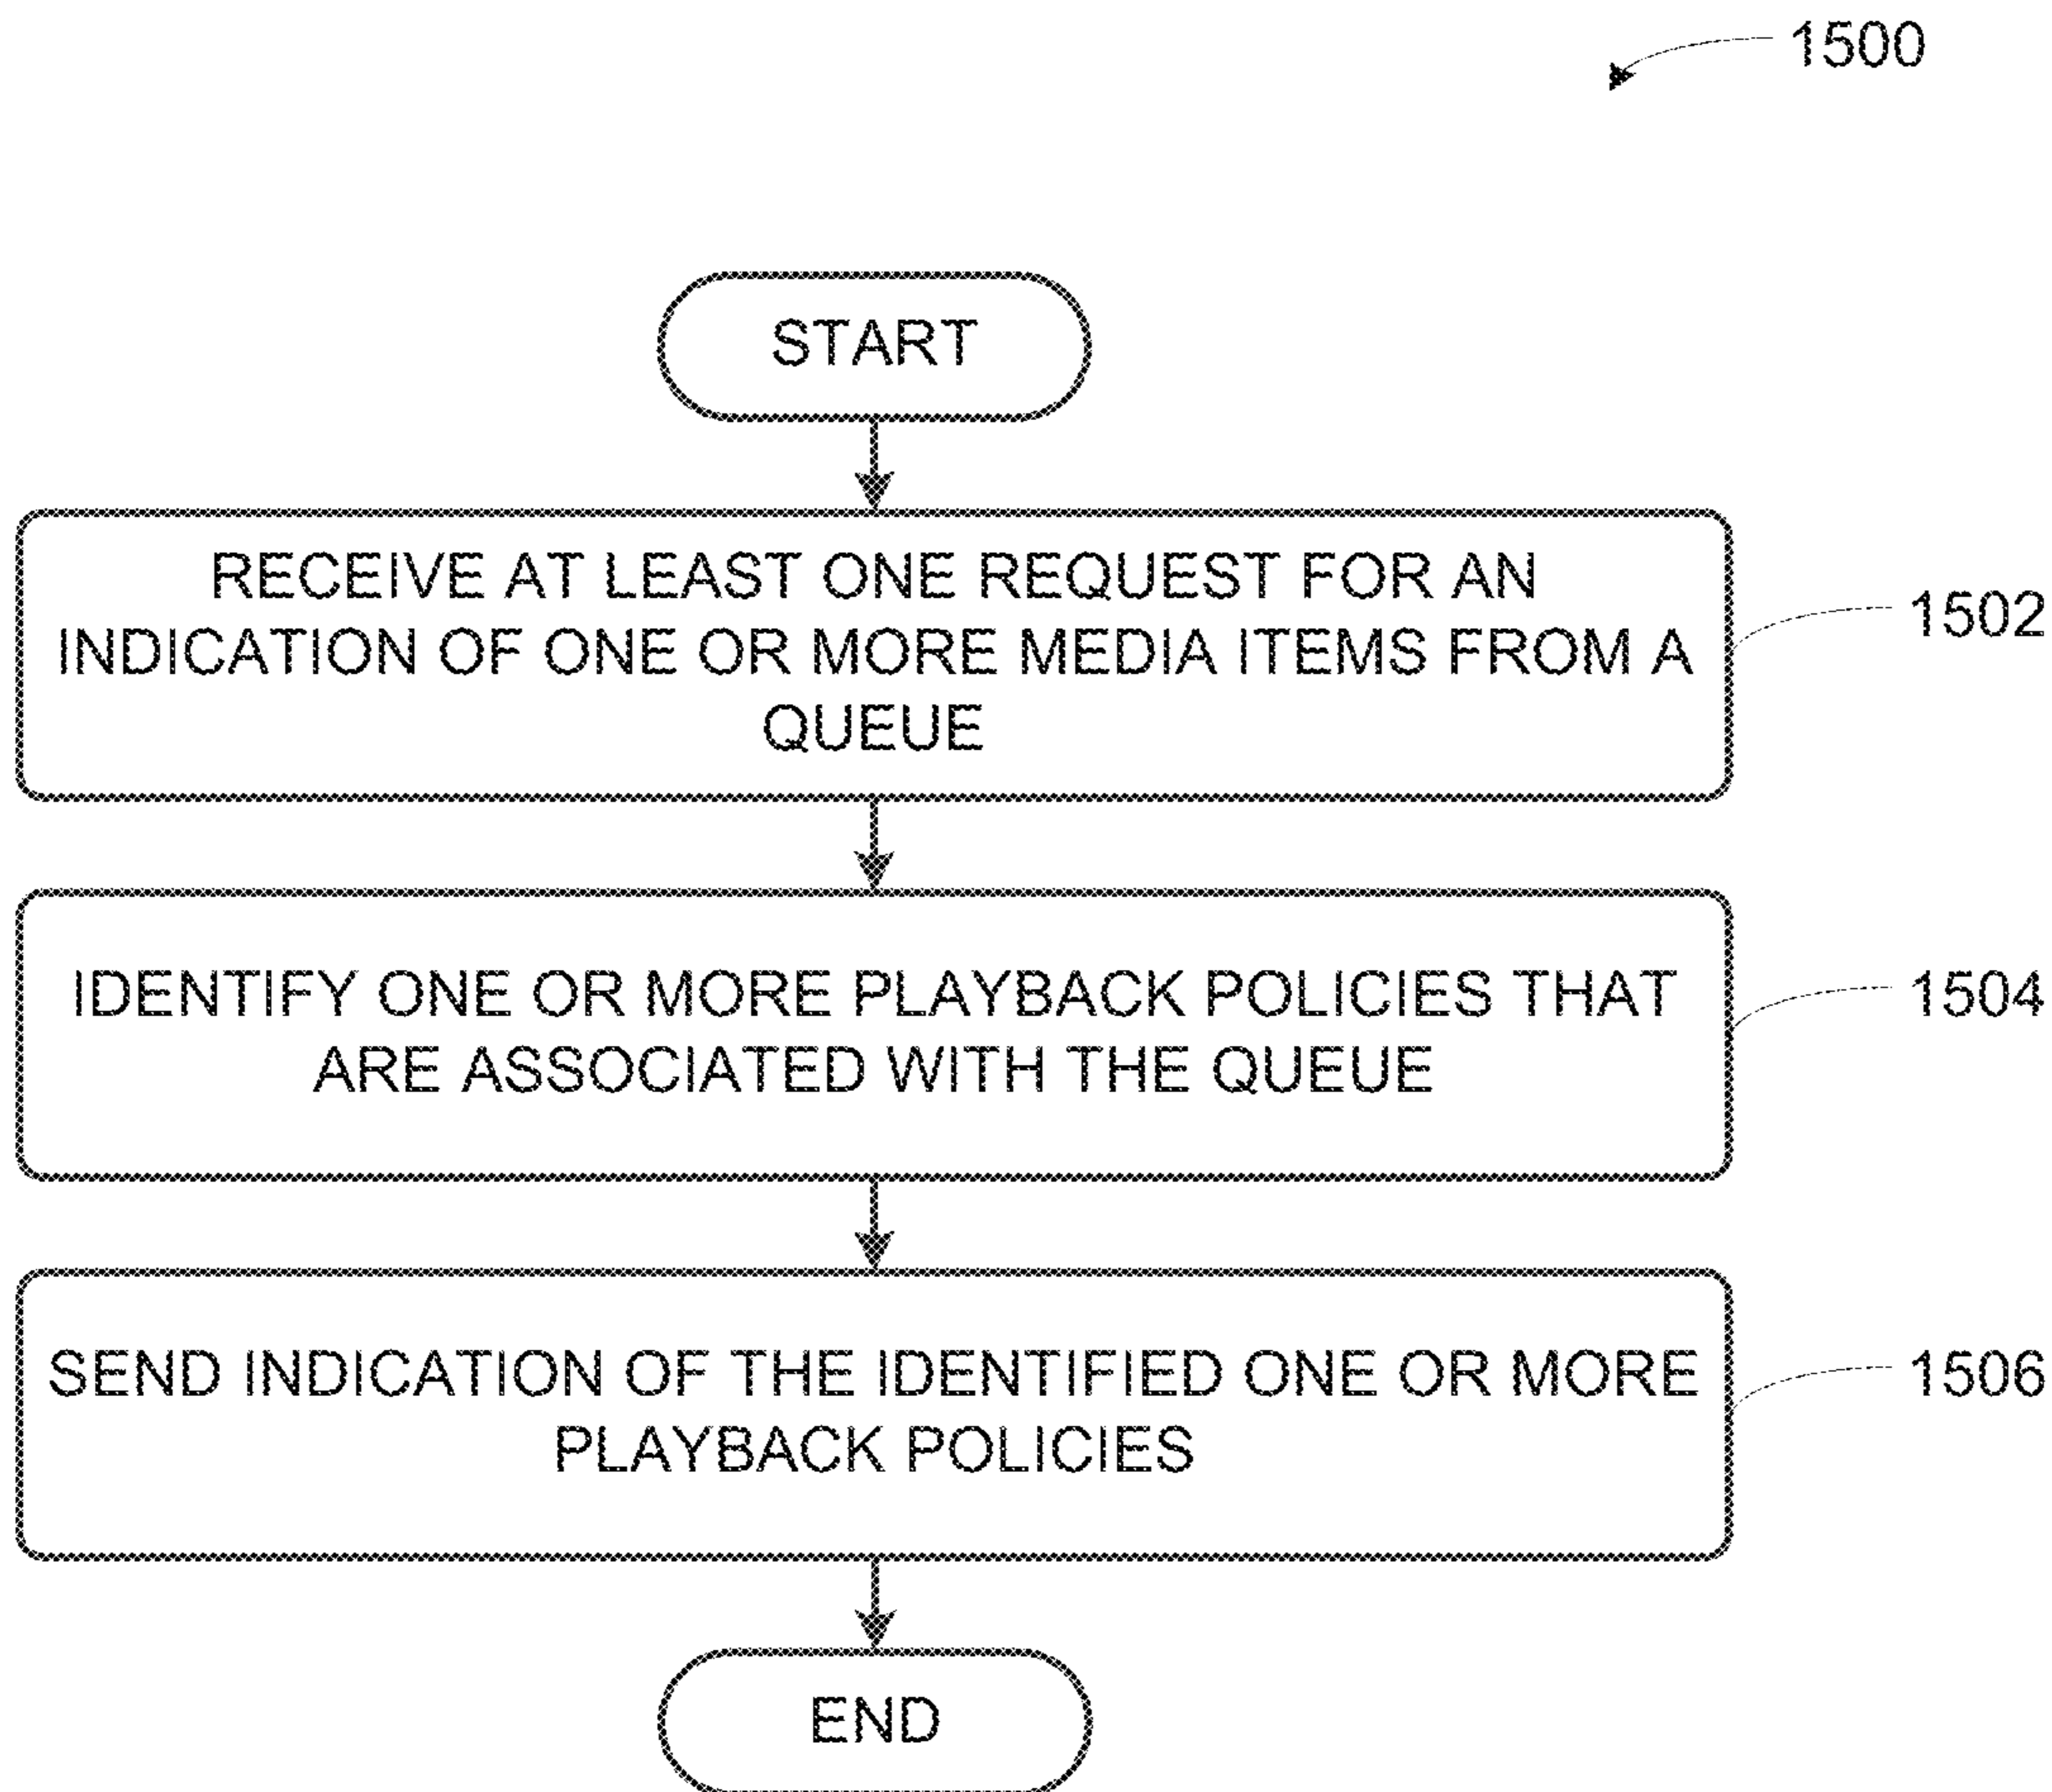 1500
START
RECEIVE AT LEAST ONE REQUEST FOR AN
INDICATION OF ONE OR MORE MEDIA ITEMS FROM A
QUEUE
1502
IDENTIFY ONE OR MORE PLAYBACK POLICIES THAT
ARE ASSOCIATED WITH THE QUEUE
1504
SEND INDICATION OF THE IDENTIFIED ONE OR MORE
PLAYBACK POLICIES
1506
END